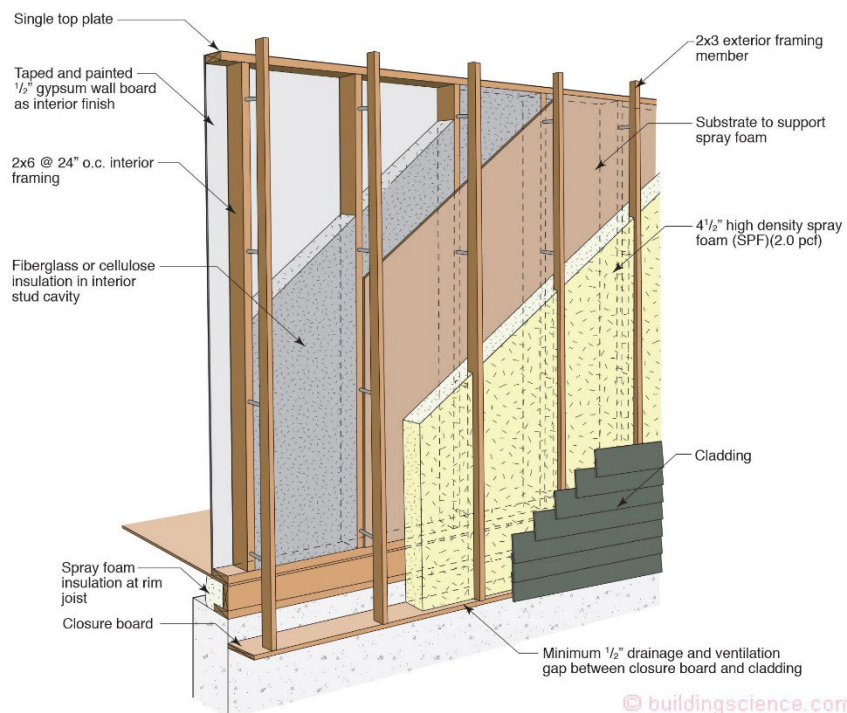 Single top plate
Taped and painted
1/2" gypsum wall board
as interior finish
2x6 @ 24" o.c. interior
framing
Fiberglass or cellulose
insulation in interior
stud cavity
Spray foam
insulation at rim
joist
Closure board
2x3 exterior framing
member
Substrate to support
spray foam
4 1/2" high density spray
foam (SPF)(2.0 pcf)
Cladding
Minimum 1/2" drainage and ventilation
gap between closure board and cladding
© buildingscience.com